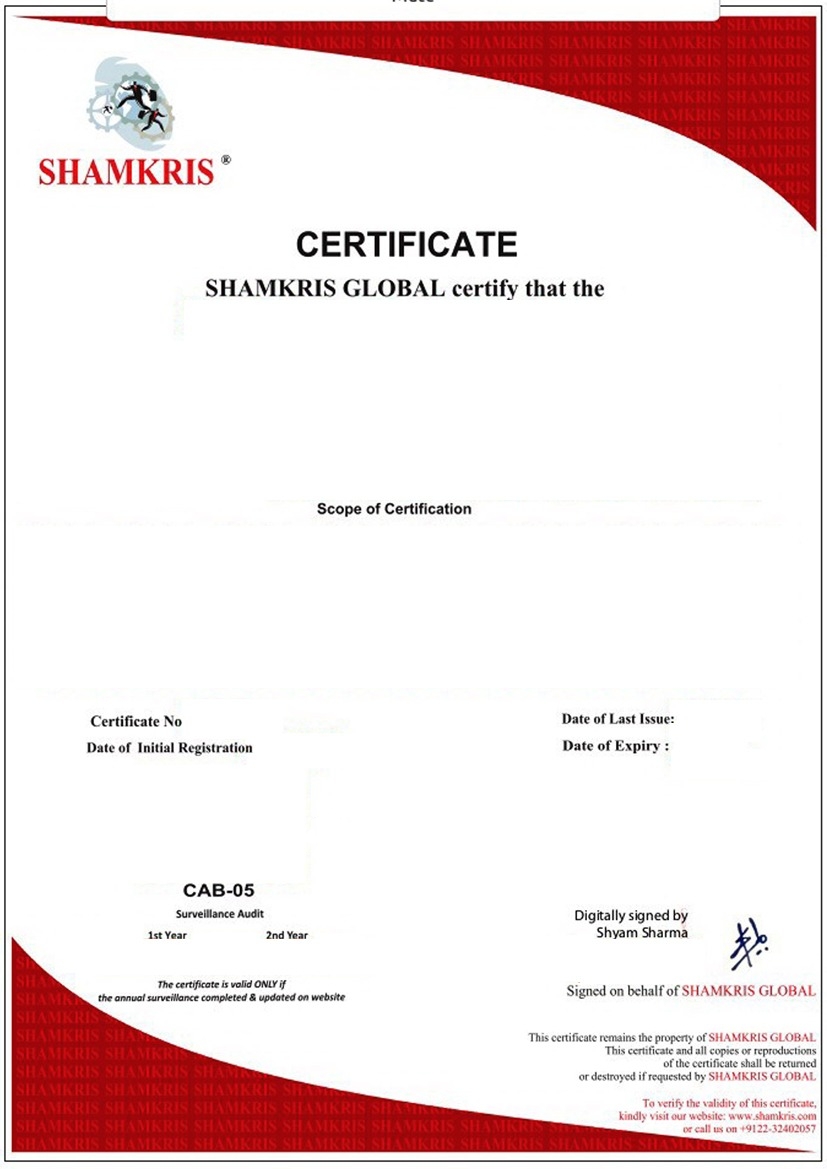 SHAMKRIS ®
CERTIFICATE
SHAMKRIS GLOBAL certify that the
Scope of Certification
Certificate No
Date of Last Issue:
Date of Initial Registration
Date of Expiry :
CAB-05
Surveillance Audit
1st Year 2nd Year
The certificate is valid ONLY if
the annual surveillance completed & updated on website
Digitally signed by
Shyam Sharma
Signed on behalf of SHAMKRIS GLOBAL
This certificate remains the property of SHAMKRIS GLOBAL
This certificate and all copies or reproductions
of the certificate shall be returned
or destroyed if requested by SHAMKRIS GLOBAL
To verify the validity of this certificate,
kindly visit our website: www.shamkris.com
or call us on +9122-32402057